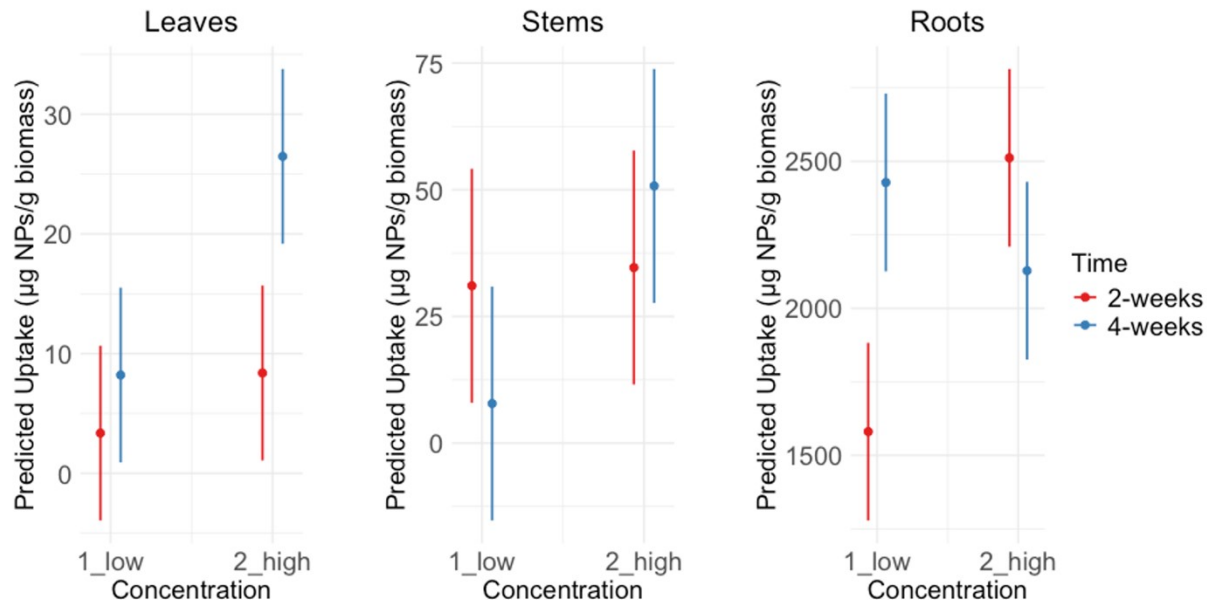 Leaves
Predicted Uptake (µg NPs/g biomass)
30
20
10
0
1_low
2_high
Concentration
Stems
Predicted Uptake (µg NPs/g biomass)
75
50
25
0
1_low
2_high
Concentration
Roots
Predicted Uptake (µg NPs/g biomass)
2500
2000
1500
1_low
2_high
Concentration
Time
2-weeks
4-weeks